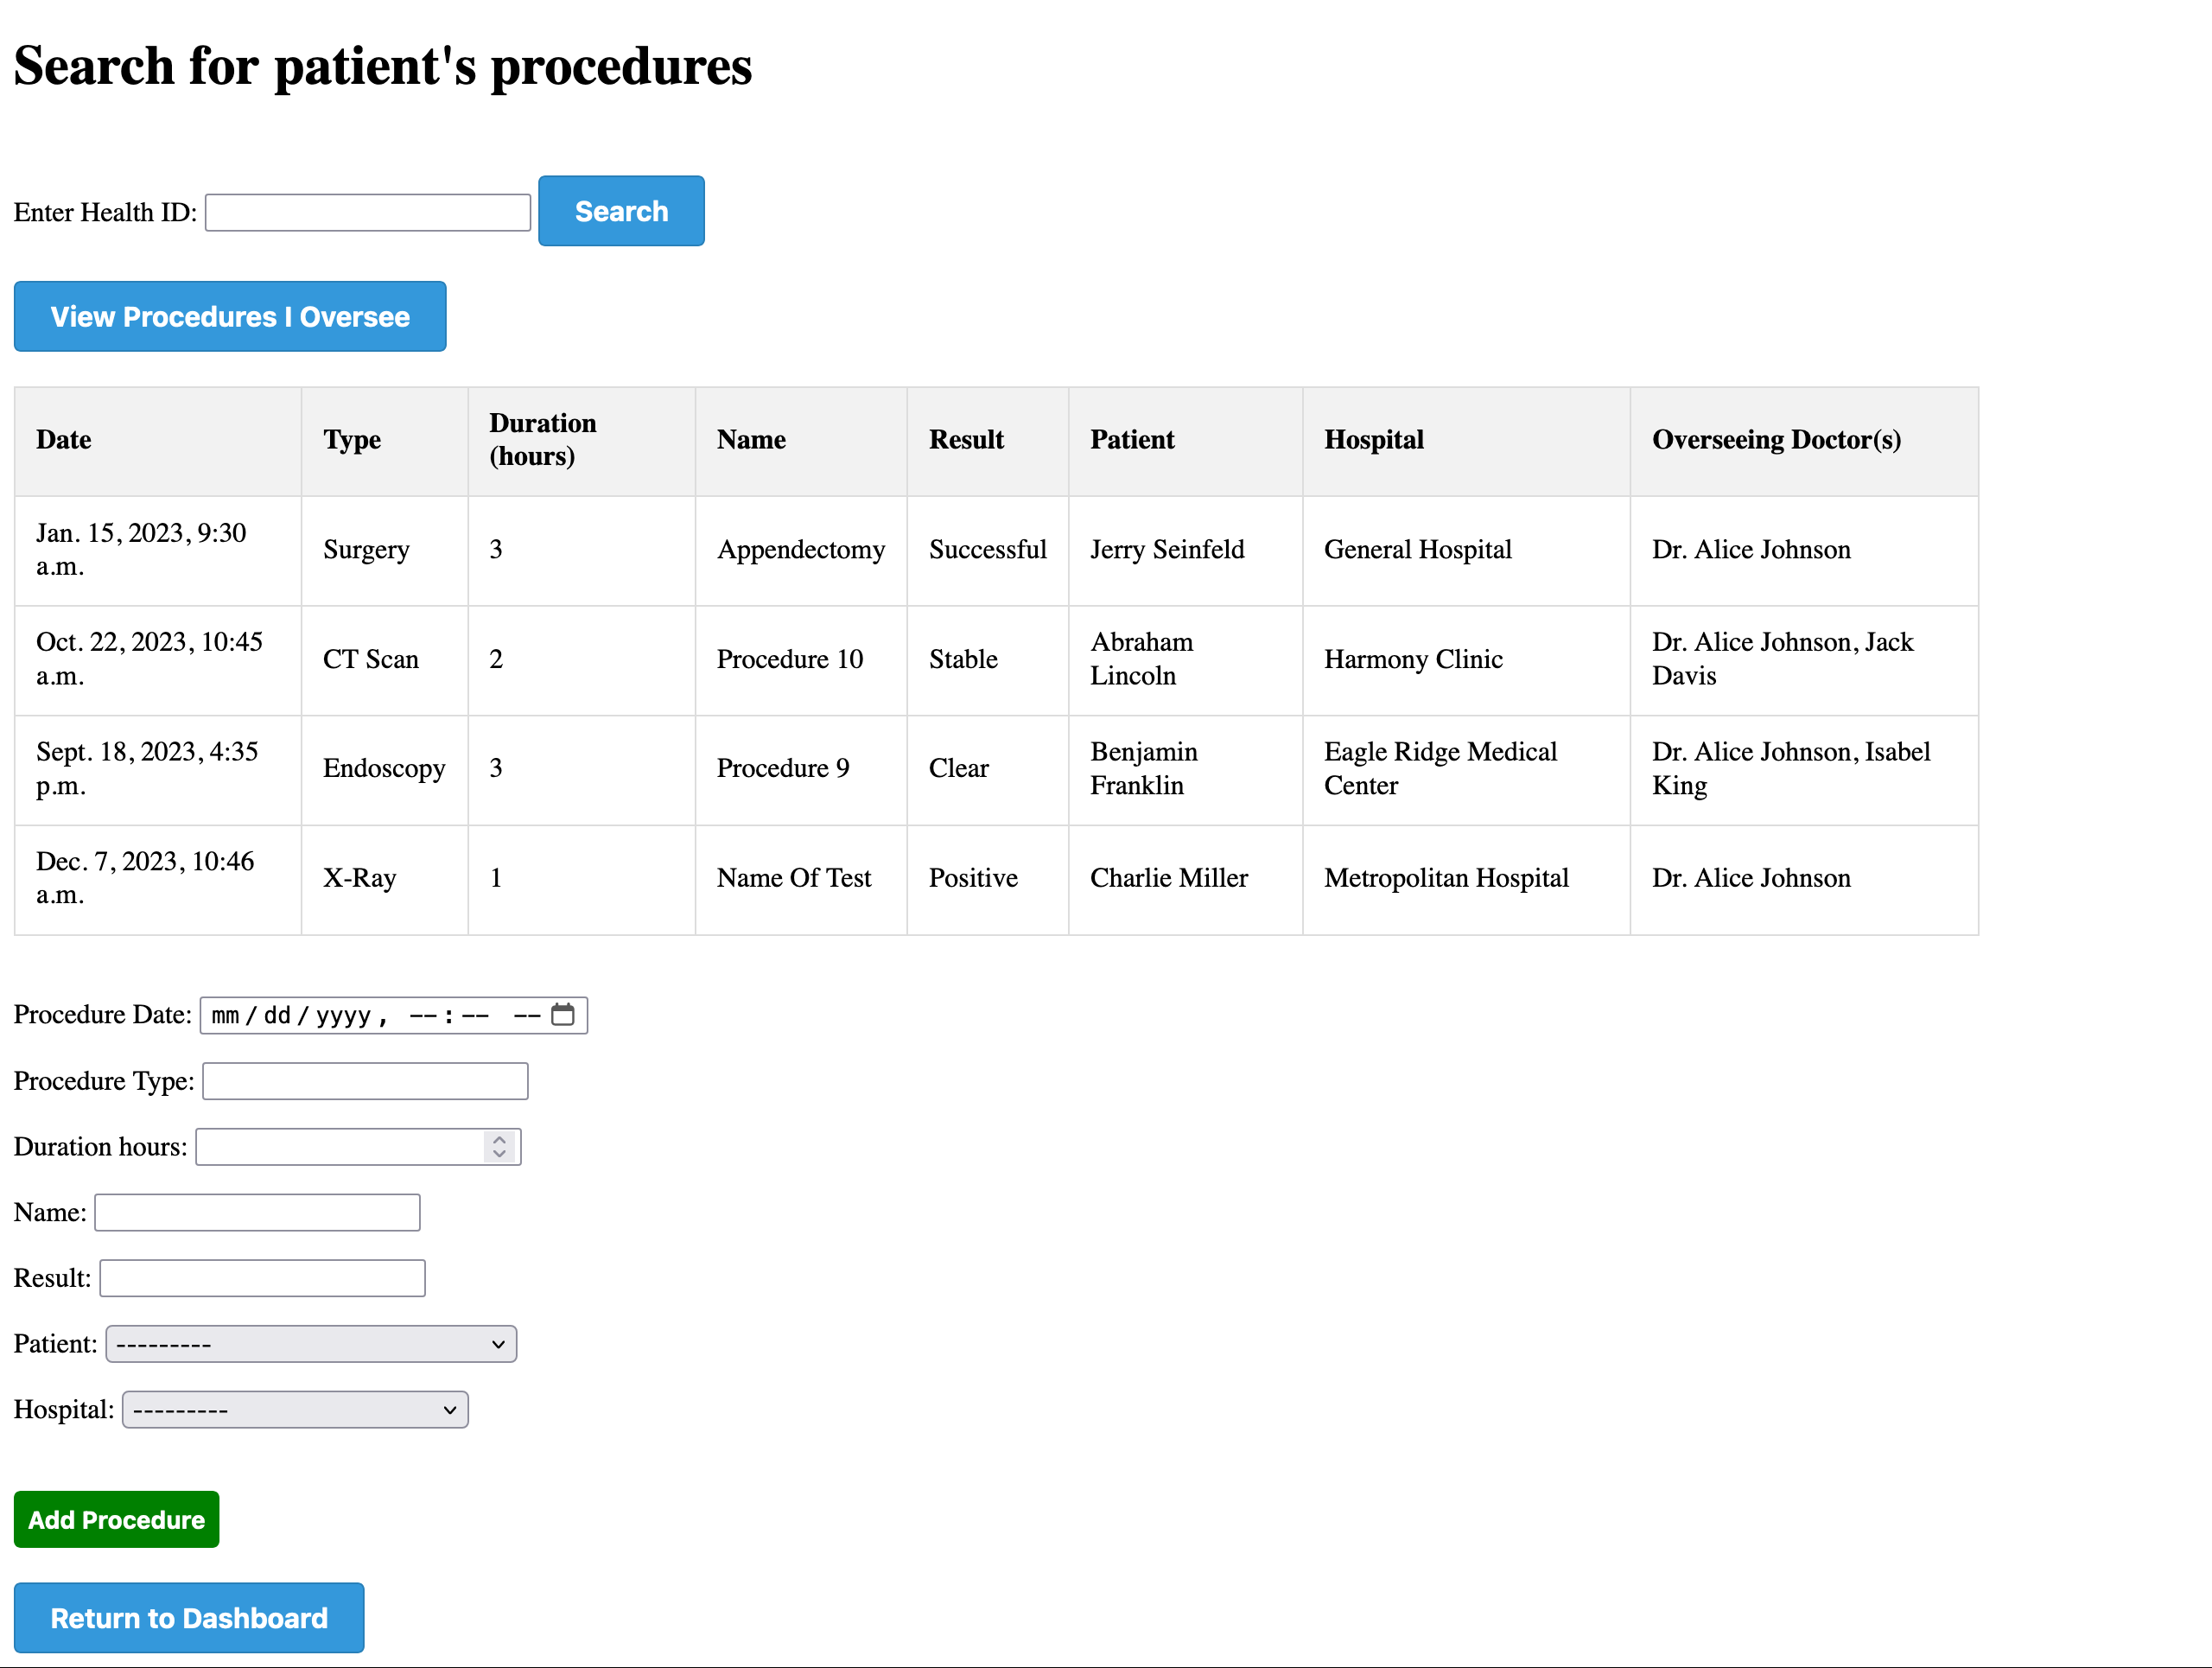 Search for patient's procedures
Enter Health ID: Search
View Procedures I Oversee
Date Type Duration (hours) Name Result Patient Hospital Overseeing Doctor(s)
Jan. 15, 2023, 9:30 a.m. Surgery 3 Appendectomy Successful Jerry Seinfeld General Hospital Dr. Alice Johnson
Oct. 22, 2023, 10:45 a.m. CT Scan 2 Procedure 10 Stable Abraham Lincoln Harmony Clinic Dr. Alice Johnson, Jack Davis
Sept. 18, 2023, 4:35 p.m. Endoscopy 3 Procedure 9 Clear Benjamin Franklin Eagle Ridge Medical Center Dr. Alice Johnson, Isabel King
Dec. 7, 2023, 10:46 a.m. X-Ray 1 Name Of Test Positive Charlie Miller Metropolitan Hospital Dr. Alice Johnson
Procedure Date: mm/dd/yyyy, --:-- --
Procedure Type:
Duration hours:
Name:
Result:
Patient: ---------
Hospital: ---------
Add Procedure
Return to Dashboard